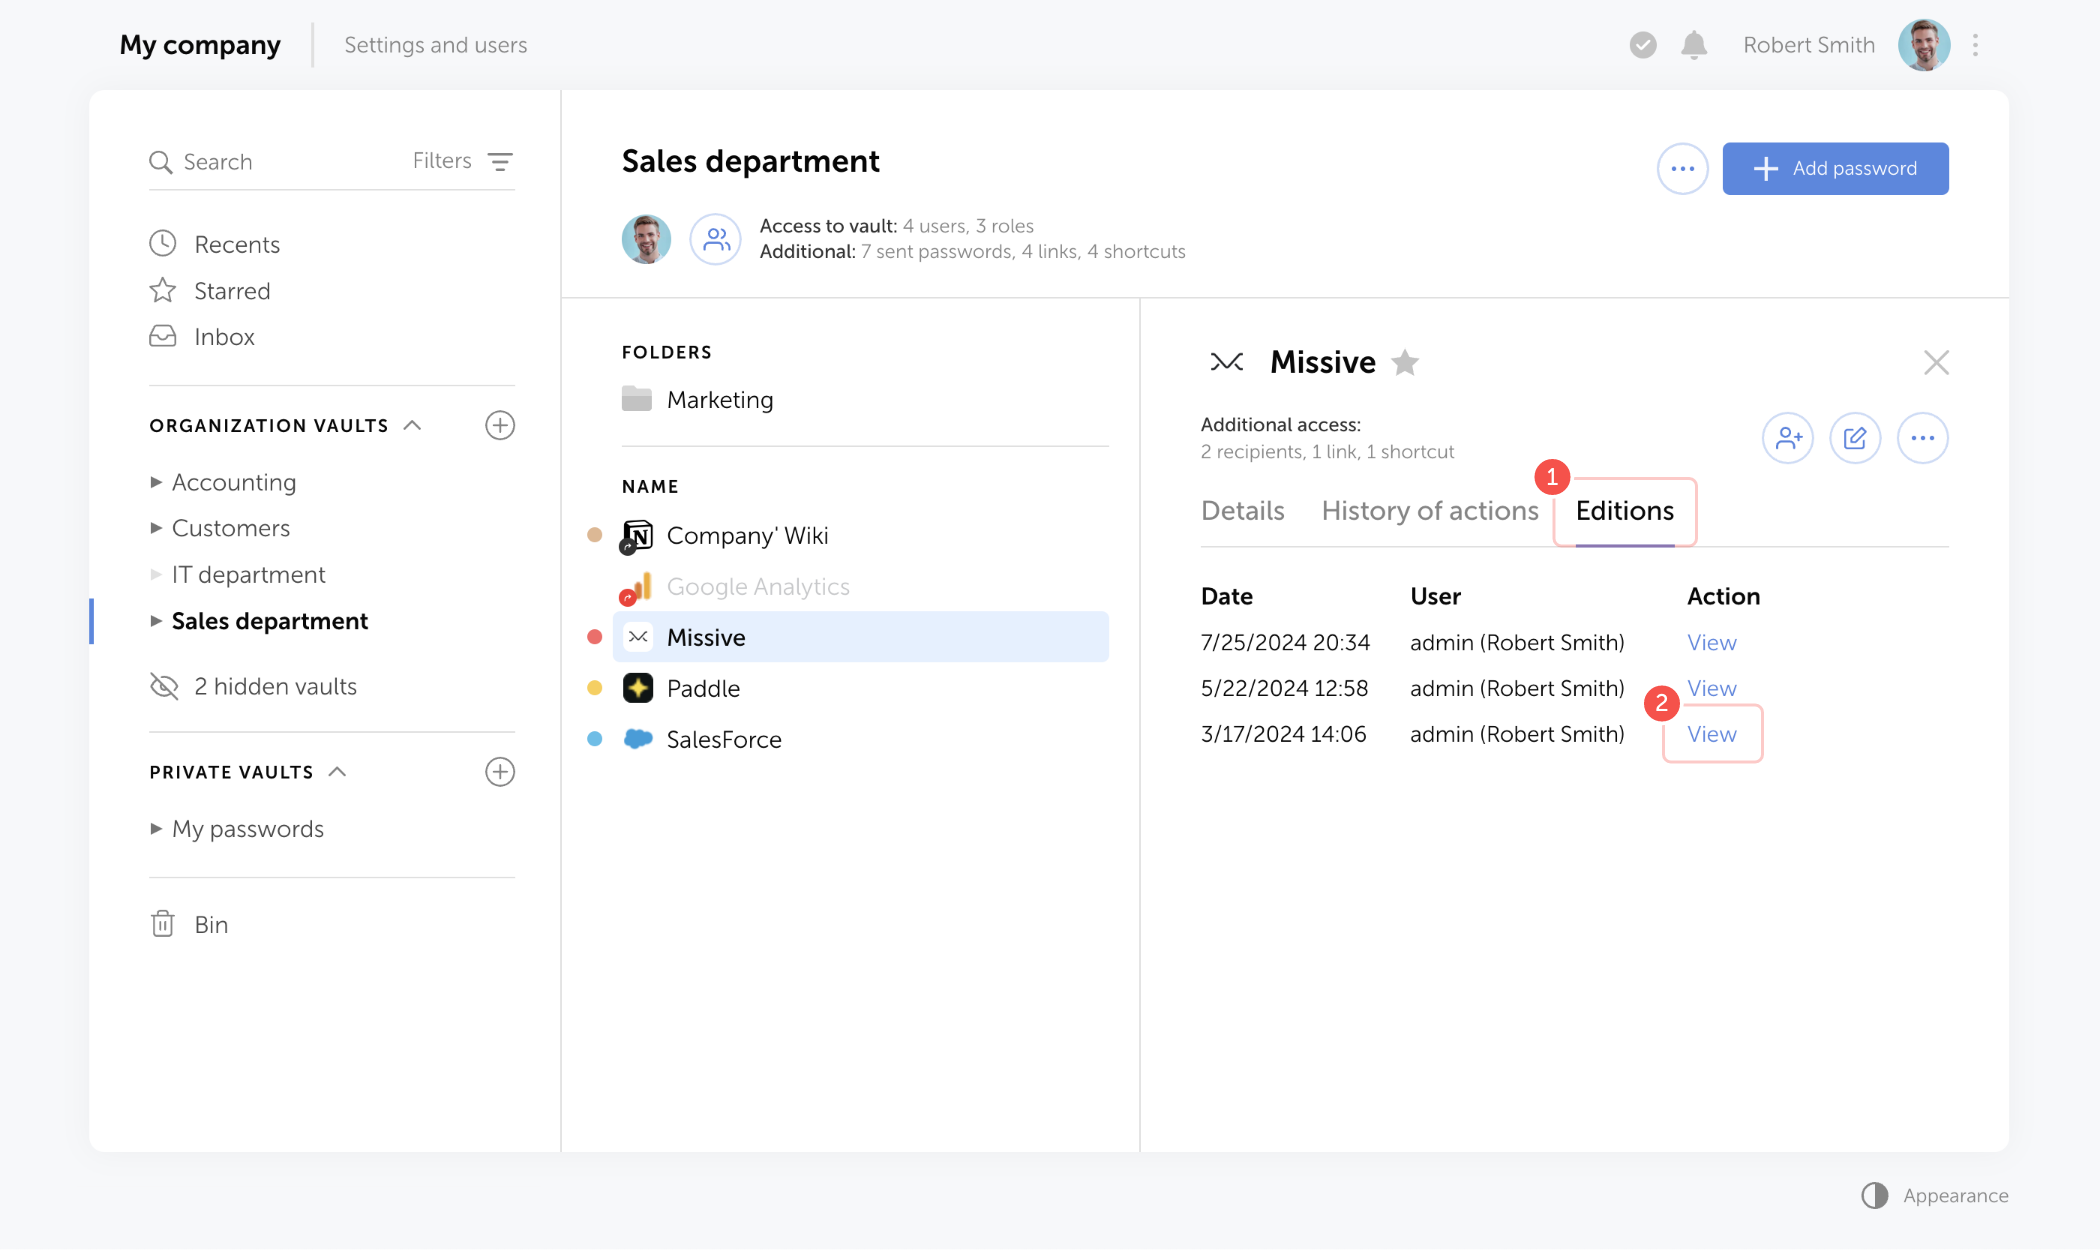 My company
Settings and users
Robert Smith
Search
Filters
Recents
Starred
Inbox
ORGANIZATION VAULTS
Accounting
Customers
IT department
Sales department
2 hidden vaults
PRIVATE VAULTS
My passwords
Bin
Sales department
Add password
Access to vault: 4 users, 3 roles
Additional: 7 sent passwords, 4 links, 4 shortcuts
FOLDERS
Marketing
NAME
Company' Wiki
Google Analytics
Missive
Paddle
SalesForce
Missive
Additional access:
2 recipients, 1 link, 1 shortcut
1
Details History of actions Editions
Date User Action
7/25/2024 20:34 admin (Robert Smith) View
5/22/2024 12:58 admin (Robert Smith) View
2
3/17/2024 14:06 admin (Robert Smith) View
Appearance